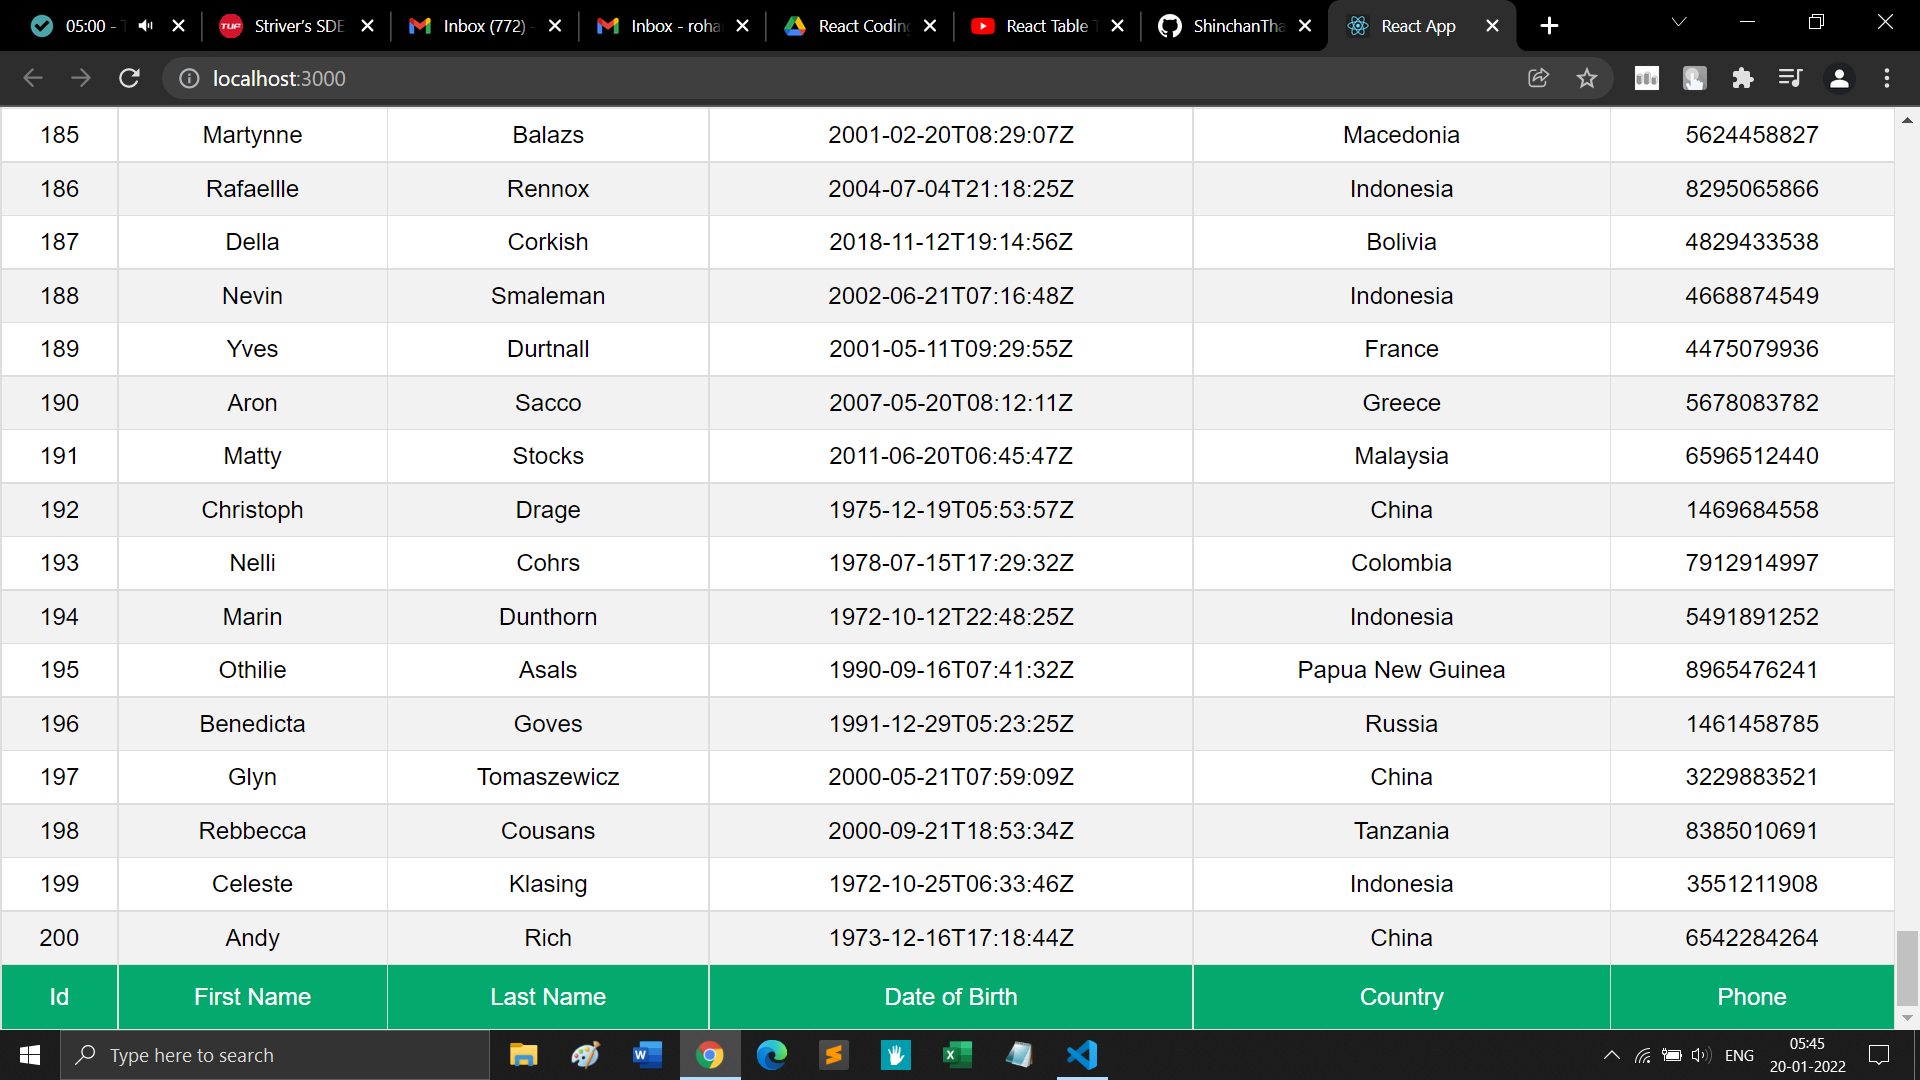 05:00 - T
Striver's SDE
Inbox (772) -
Inbox - roha
React Coding
React Table T
ShinchanTha
React App
localhost:3000
185 Martynne Balazs 2001-02-20T08:29:07Z Macedonia 5624458827
186 Rafaellle Rennox 2004-07-04T21:18:25Z Indonesia 8295065866
187 Della Corkish 2018-11-12T19:14:56Z Bolivia 4829433538
188 Nevin Smaleman 2002-06-21T07:16:48Z Indonesia 4668874549
189 Yves Durtnall 2001-05-11T09:29:55Z France 4475079936
190 Aron Sacco 2007-05-20T08:12:11Z Greece 5678083782
191 Matty Stocks 2011-06-20T06:45:47Z Malaysia 6596512440
192 Christoph Drage 1975-12-19T05:53:57Z China 1469684558
193 Nelli Cohrs 1978-07-15T17:29:32Z Colombia 7912914997
194 Marin Dunthorn 1972-10-12T22:48:25Z Indonesia 5491891252
195 Othilie Asals 1990-09-16T07:41:32Z Papua New Guinea 8965476241
196 Benedicta Goves 1991-12-29T05:23:25Z Russia 1461458785
197 Glyn Tomaszewicz 2000-05-21T07:59:09Z China 3229883521
198 Rebbecca Cousans 2000-09-21T18:53:34Z Tanzania 8385010691
199 Celeste Klasing 1972-10-25T06:33:46Z Indonesia 3551211908
200 Andy Rich 1973-12-16T17:18:44Z China 6542284264
Id First Name Last Name Date of Birth Country Phone
Type here to search
ENG
05:45
20-01-2022